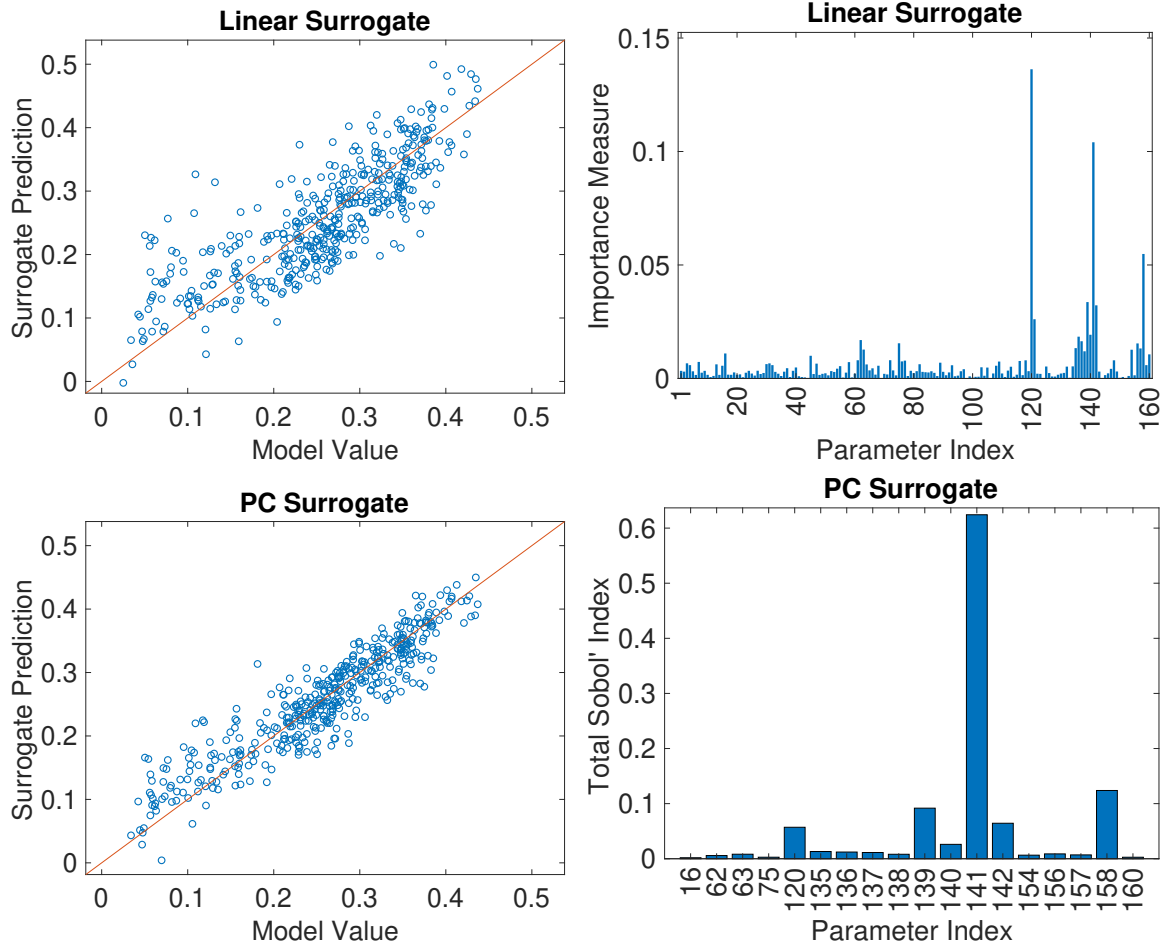 Linear Surrogate
Surrogate Prediction
0.5
0.4
0.3
0.2
0.1
0
0 0.1 0.2 0.3 0.4 0.5
Model Value
Linear Surrogate
Importance Measure
0.15
0.1
0.05
0
1 20 40 60 80 100 120 140 160
Parameter Index
PC Surrogate
Surrogate Prediction
0.5
0.4
0.3
0.2
0.1
0
0 0.1 0.2 0.3 0.4 0.5
Model Value
PC Surrogate
Total Sobol' Index
0.6
0.5
0.4
0.3
0.2
0.1
0
16 62 63 75 120 135 136 137 138 139 140 141 142 154 156 157 158 160
Parameter Index